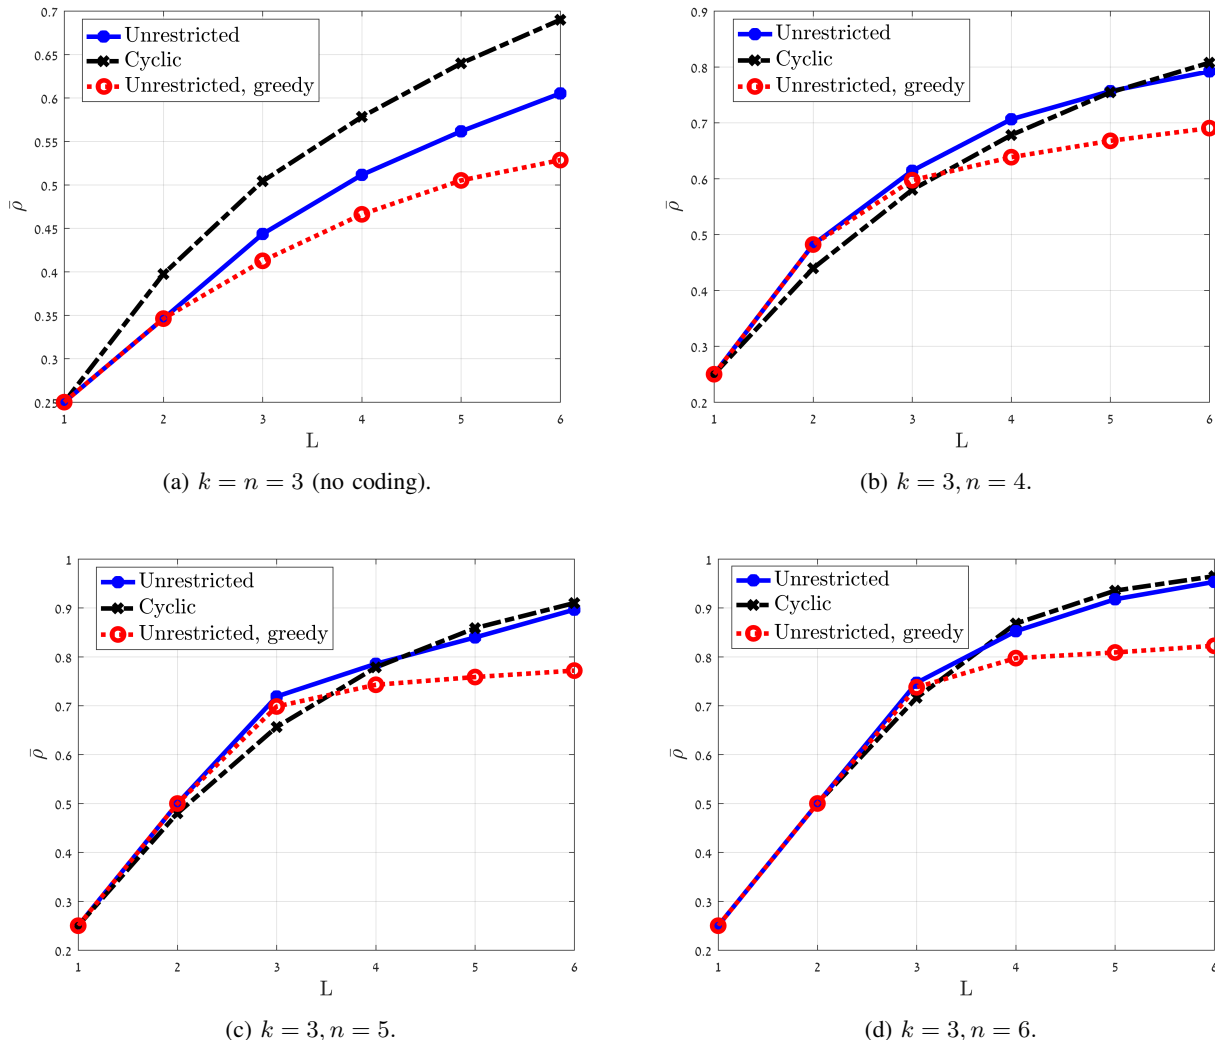 0.7
0.65
0.6
0.55
0.5
0.45
0.4
0.35
0.3
0.25
ρ̄
Unrestricted
Cyclic
Unrestricted, greedy
1 2 3 4 5 6
L
(a) k = n = 3 (no coding).
0.9
0.8
0.7
0.6
0.5
0.4
0.3
0.2
ρ̄
Unrestricted
Cyclic
Unrestricted, greedy
1 2 3 4 5 6
L
(b) k = 3, n = 4.
1
0.9
0.8
0.7
0.6
0.5
0.4
0.3
0.2
ρ̄
Unrestricted
Cyclic
Unrestricted, greedy
1 2 3 4 5 6
L
(c) k = 3, n = 5.
1
0.9
0.8
0.7
0.6
0.5
0.4
0.3
0.2
ρ̄
Unrestricted
Cyclic
Unrestricted, greedy
1 2 3 4 5 6
L
(d) k = 3, n = 6.